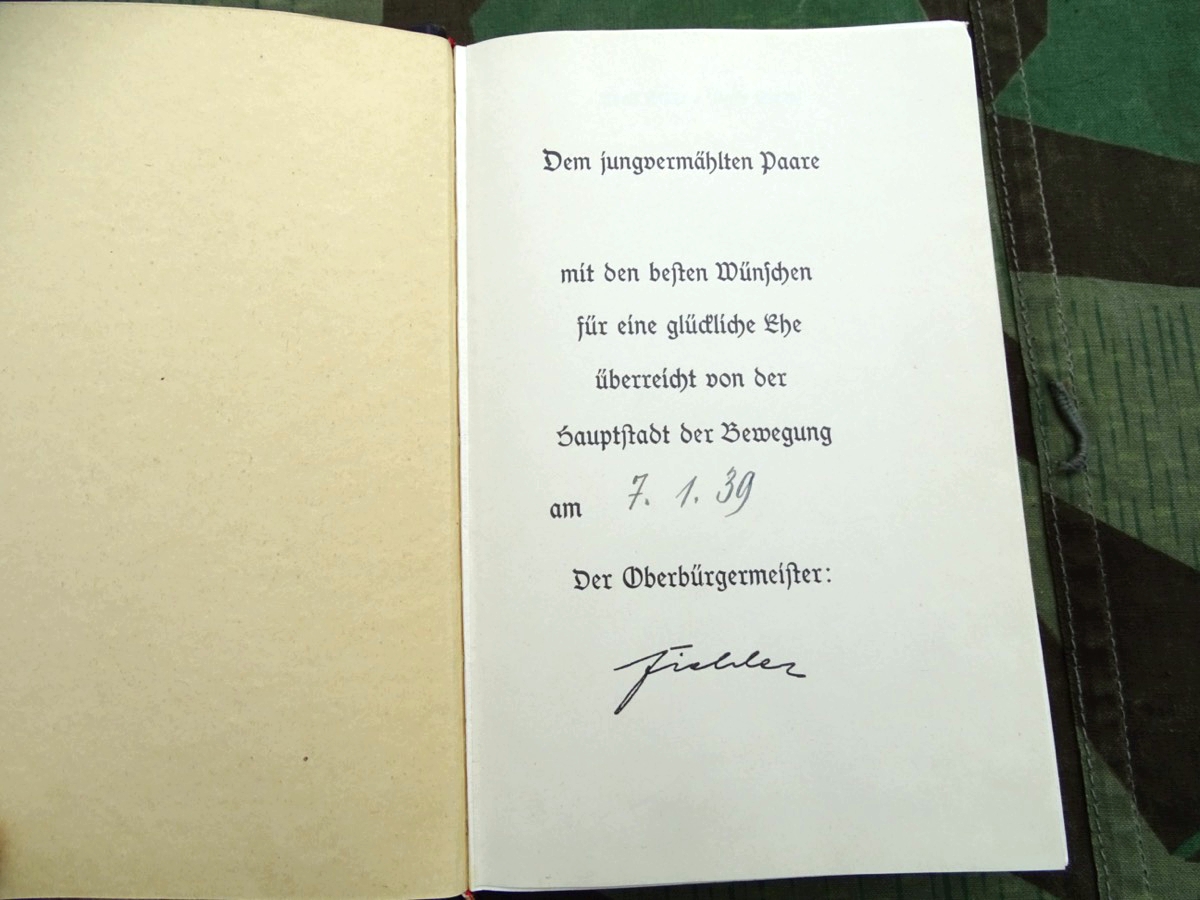 Dem jungvermählten Paare
mit den besten Wünschen
für eine glückliche Ehe
überreicht von der
Hauptstadt der Bewegung
am 7. 1. 39
Der Oberbürgermeister:
Fiehler